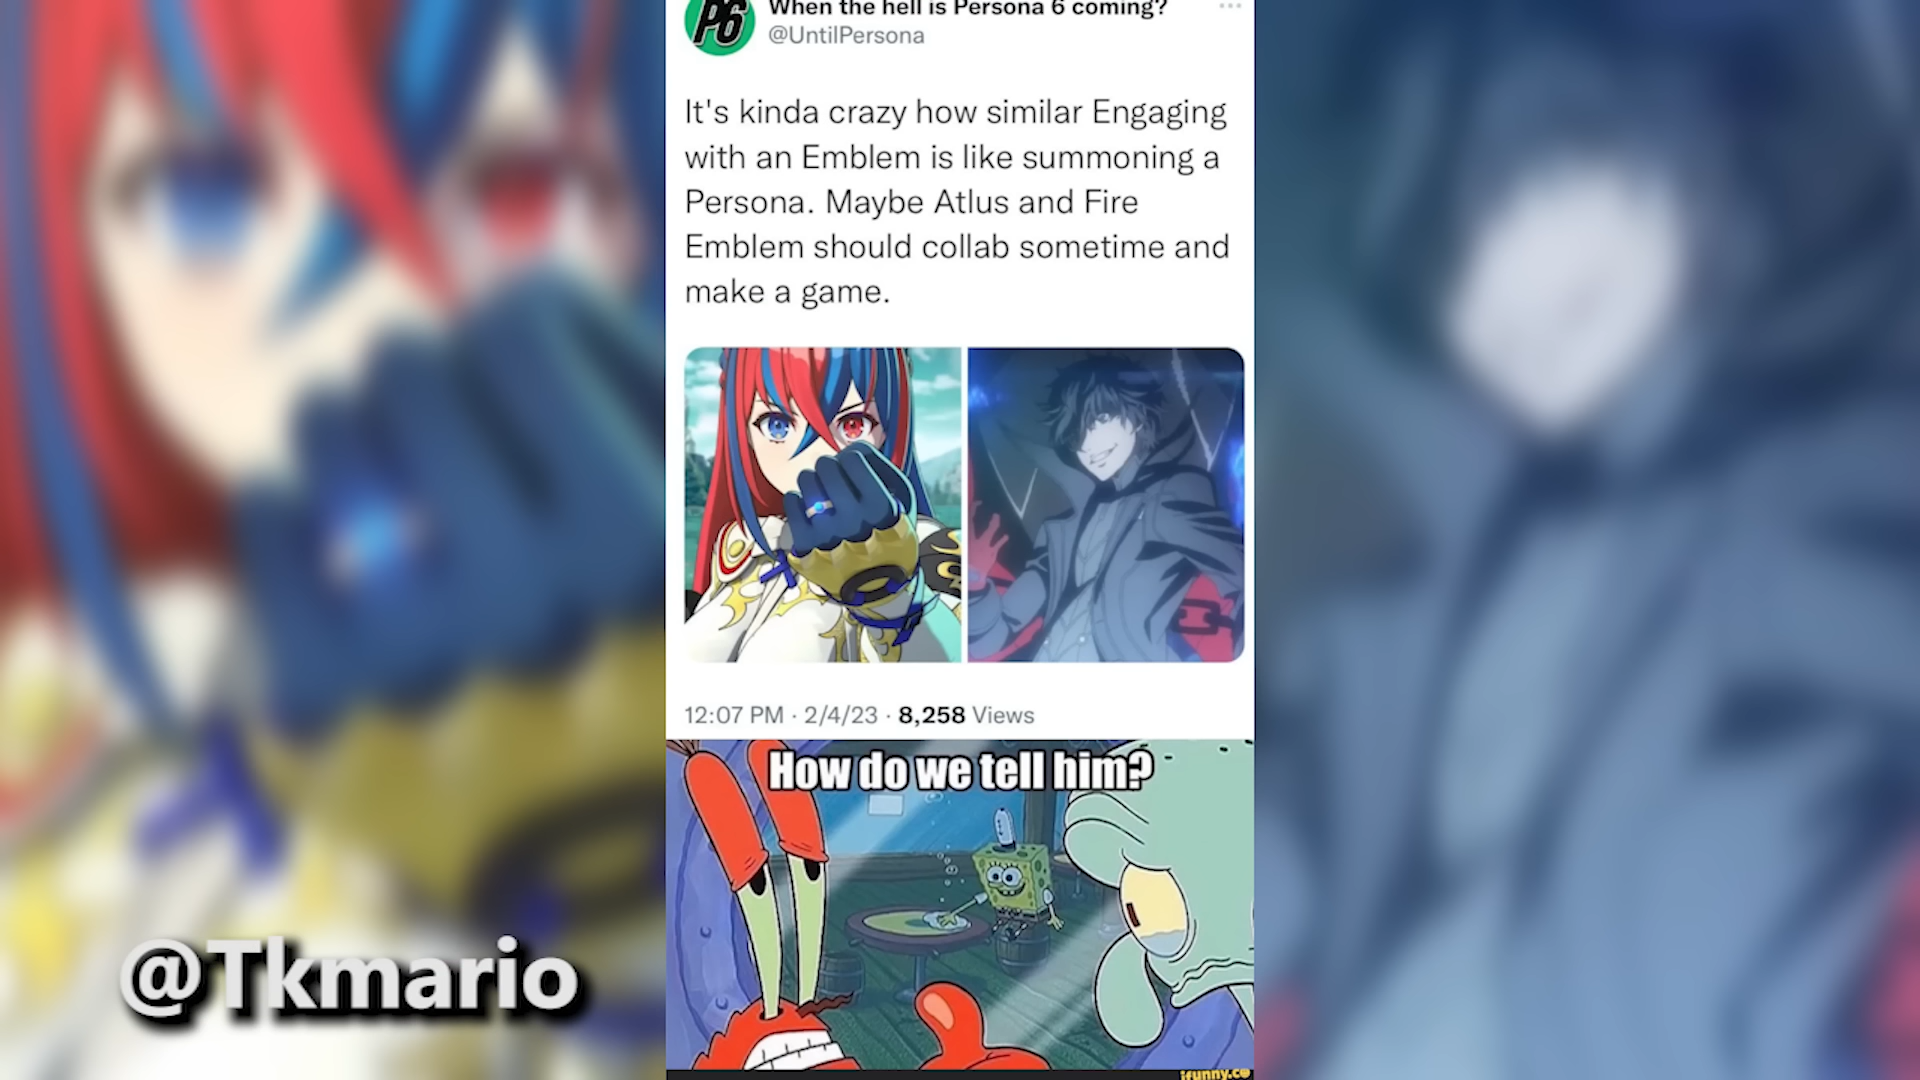 P6
When the hell is Persona 6 coming?
@UntilPersona
It's kinda crazy how similar Engaging
with an Emblem is like summoning a
Persona. Maybe Atlus and Fire
Emblem should collab sometime and
make a game.
12:07 PM · 2/4/23 · 8,258 Views
How do we tell him?
@Tkmario
ifunny.co